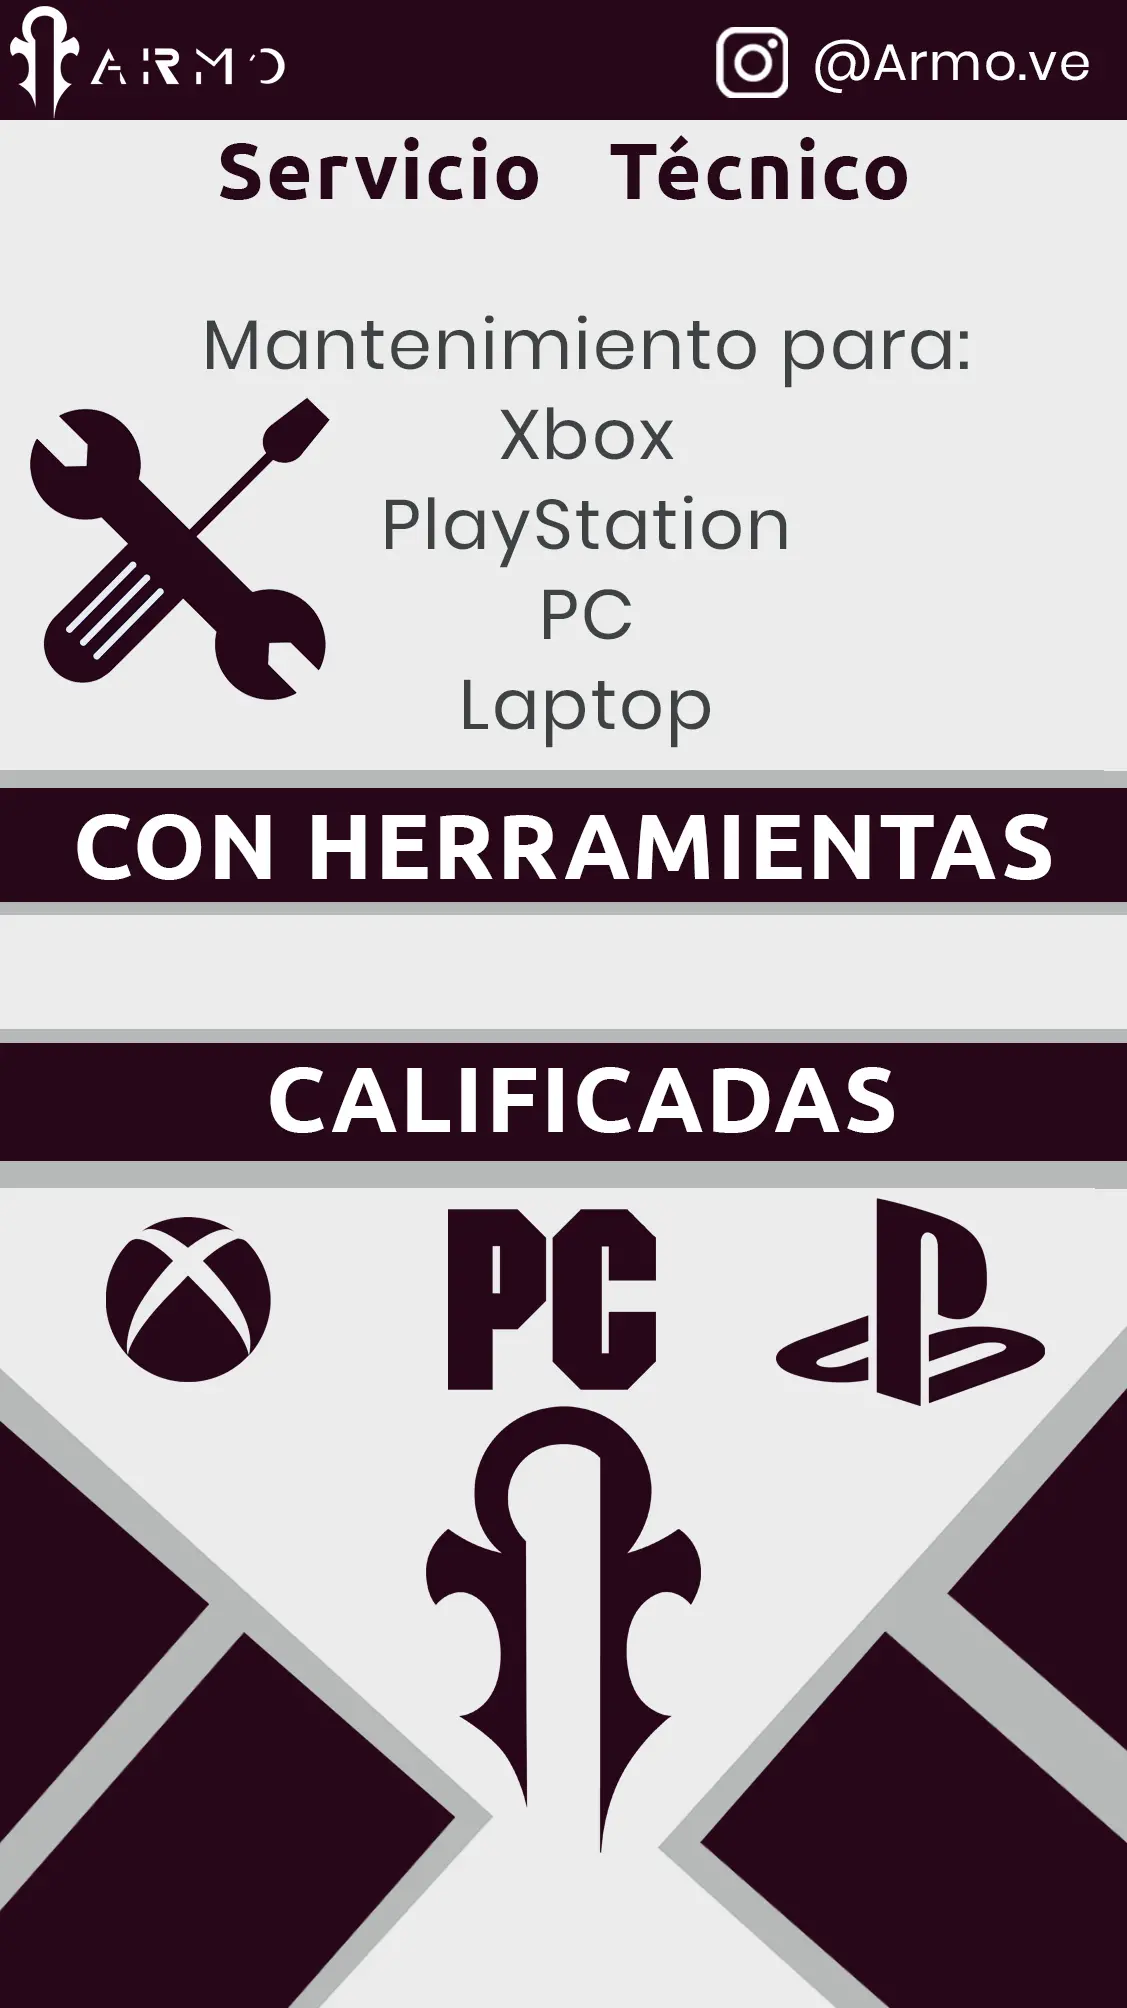 ARMO
@Armo.ve
Servicio Técnico
Mantenimiento para:
Xbox
PlayStation
PC
Laptop
CON HERRAMIENTAS
CALIFICADAS
PC